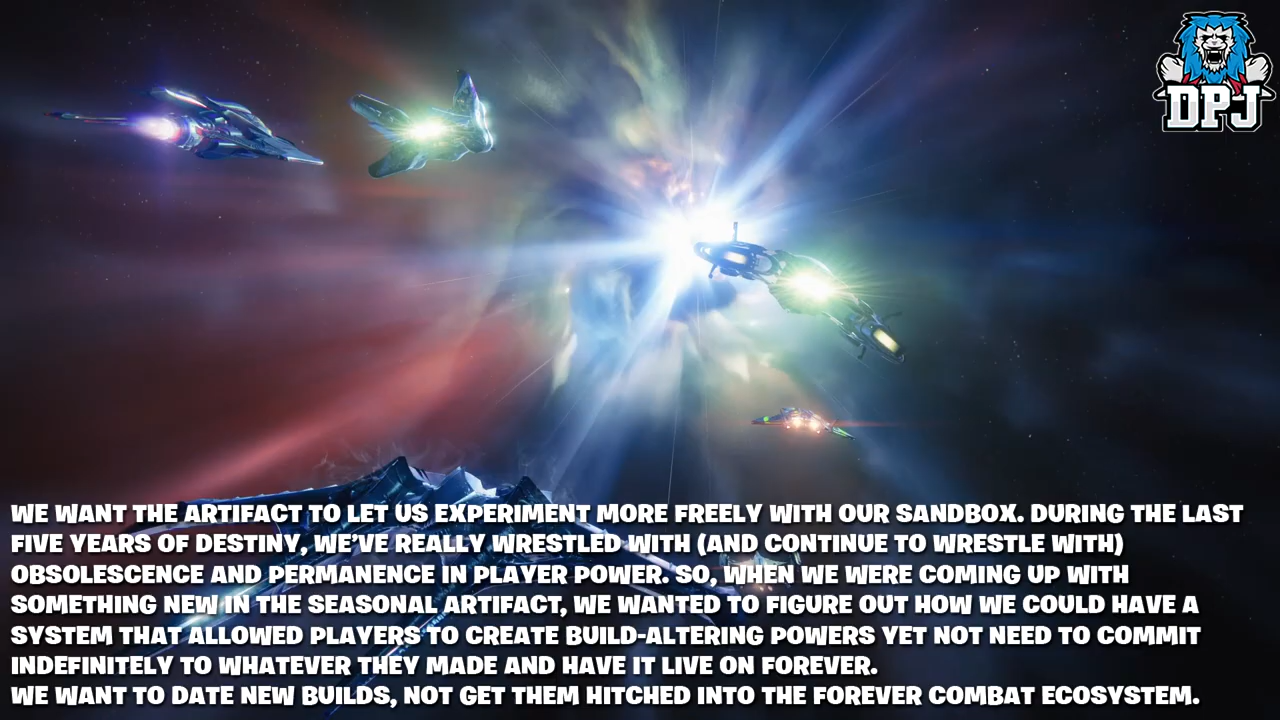 DPJ
WE WANT THE ARTIFACT TO LET US EXPERIMENT MORE FREELY WITH OUR SANDBOX. DURING THE LAST
FIVE YEARS OF DESTINY, WE'VE REALLY WRESTLED WITH (AND CONTINUE TO WRESTLE WITH)
OBSOLESCENCE AND PERMANENCE IN PLAYER POWER. SO, WHEN WE WERE COMING UP WITH
SOMETHING NEW IN THE SEASONAL ARTIFACT, WE WANTED TO FIGURE OUT HOW WE COULD HAVE A
SYSTEM THAT ALLOWED PLAYERS TO CREATE BUILD-ALTERING POWERS YET NOT NEED TO COMMIT
INDEFINITELY TO WHATEVER THEY MADE AND HAVE IT LIVE ON FOREVER.
WE WANT TO DATE NEW BUILDS, NOT GET THEM HITCHED INTO THE FOREVER COMBAT ECOSYSTEM.